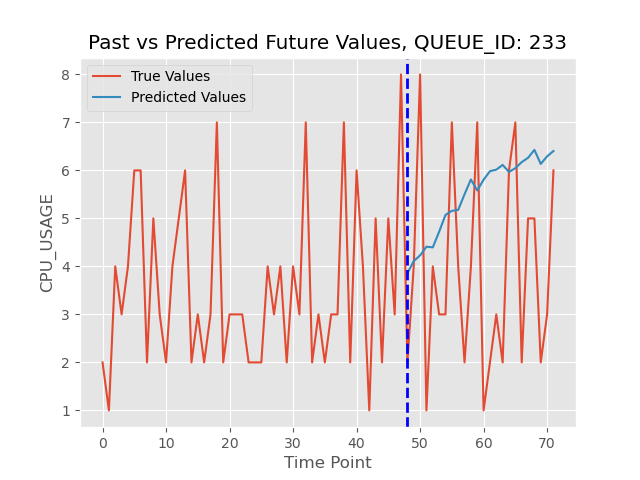 Past vs Predicted Future Values, QUEUE_ID: 233
True Values
Predicted Values
CPU_USAGE
8
7
6
5
4
3
2
1
0 10 20 30 40 50 60 70
Time Point